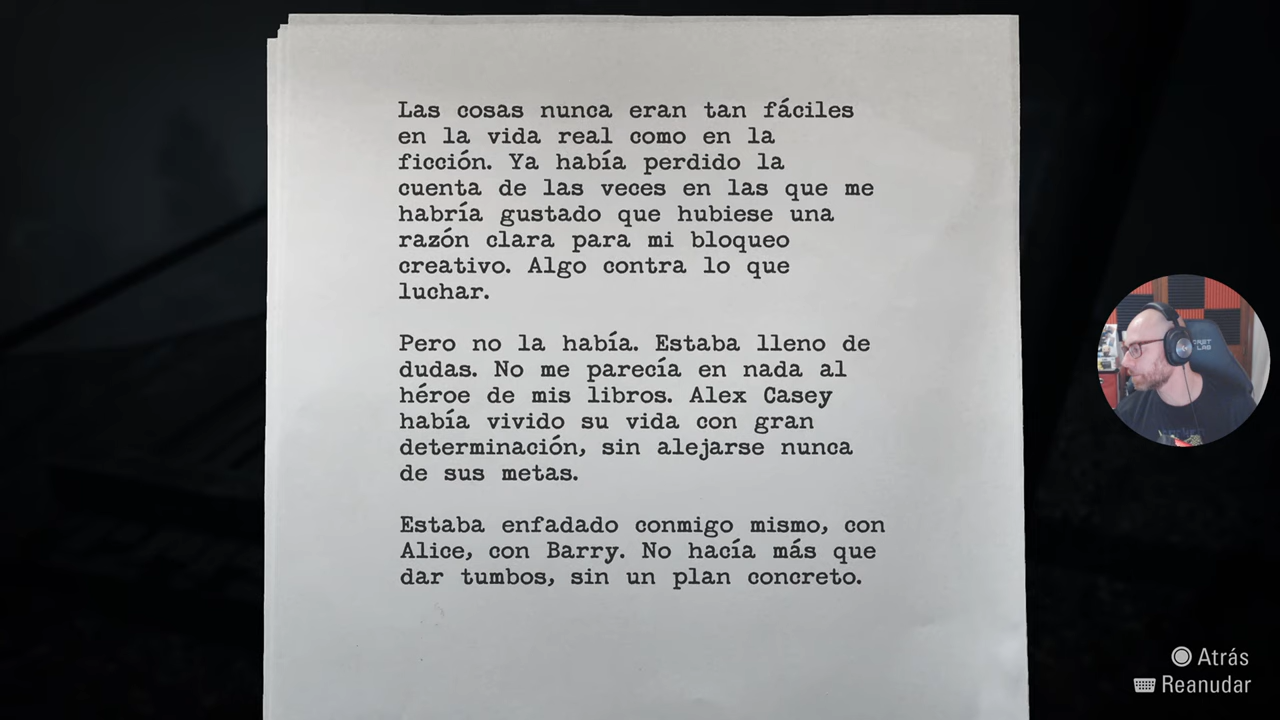 Las cosas nunca eran tan fáciles
en la vida real como en la
ficción. Ya había perdido la
cuenta de las veces en las que me
habría gustado que hubiese una
razón clara para mi bloqueo
creativo. Algo contra lo que
luchar.
Pero no la había. Estaba lleno de
dudas. No me parecía en nada al
héroe de mis libros. Alex Casey
había vivido su vida con gran
determinación, sin alejarse nunca
de sus metas.
Estaba enfadado conmigo mismo, con
Alice, con Barry. No hacía más que
dar tumbos, sin un plan concreto.
Atrás
Reanudar